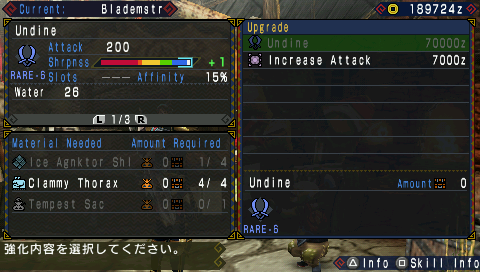 Current: Blademstr
189724z
Undine
Attack 200
Shrpnss +1
RARE-6 Slots --- Affinity 15%
Water 26
L 1/3 R
Upgrade
Undine 70000z
Increase Attack 7000z
Material Needed Amount Required
Ice Agnktor Shl 0 1/ 4
Clammy Thorax 0 4/ 4
Tempest Sac 0 0/ 1
Undine Amount 0
RARE-6
強化内容を選択してください。
Info Skill Info